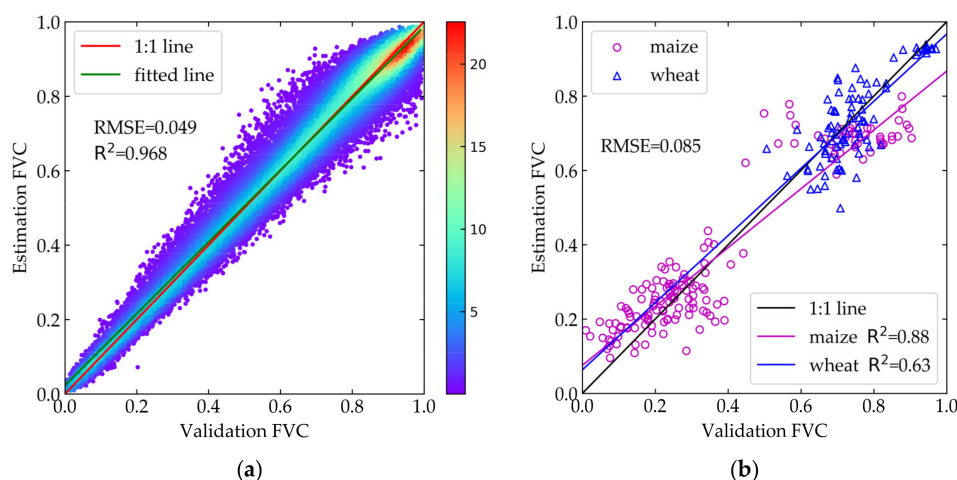 1:1 line
fitted line
RMSE=0.049
R²=0.968
Estimation FVC
1.0
0.8
0.6
0.4
0.2
0.0
0.0 0.2 0.4 0.6 0.8 1.0
Validation FVC
20
15
10
5
(a)
maize
wheat
RMSE=0.085
1:1 line
maize R²=0.88
wheat R²=0.63
Estimation FVC
1.0
0.8
0.6
0.4
0.2
0.0
0.0 0.2 0.4 0.6 0.8 1.0
Validation FVC
(b)